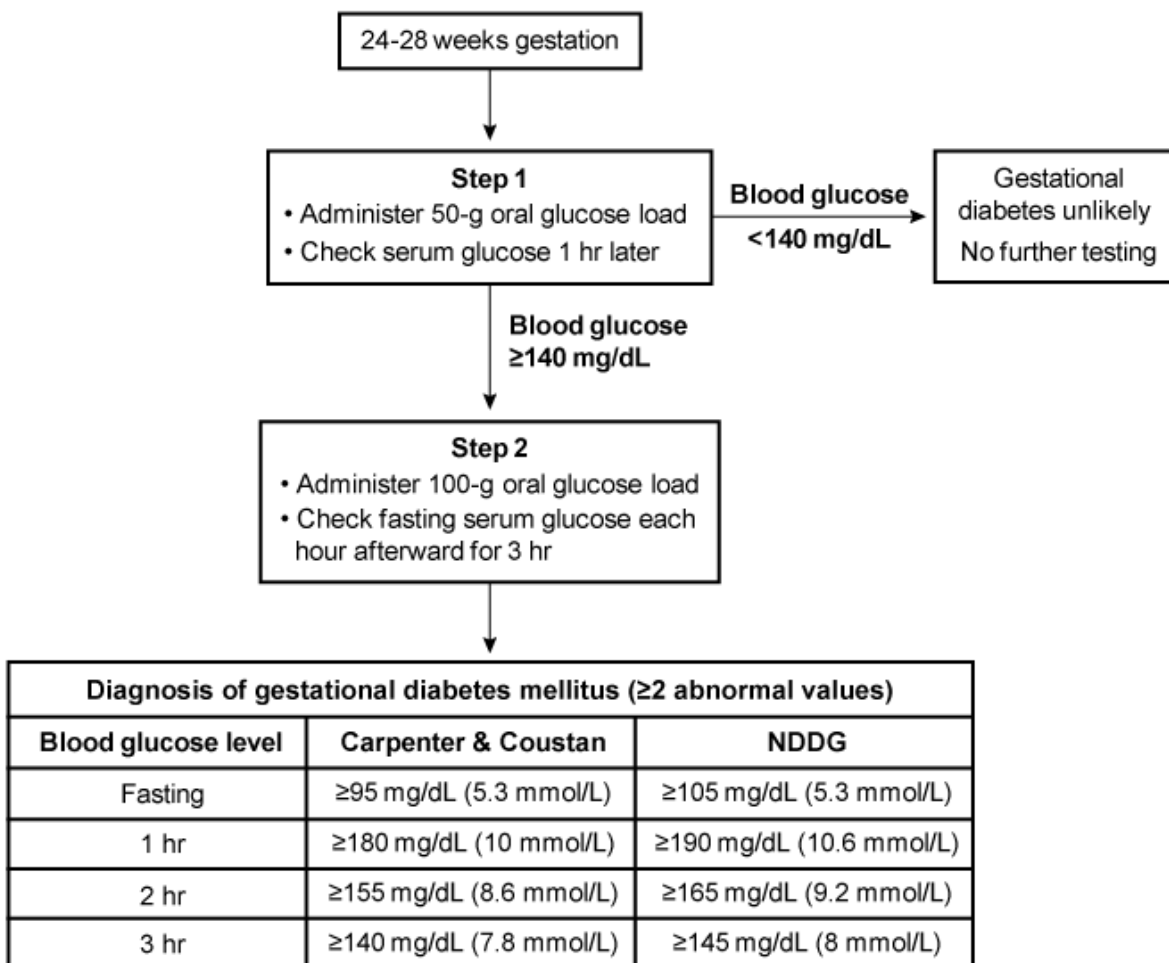 24-28 weeks gestation
Step 1
• Administer 50-g oral glucose load
• Check serum glucose 1 hr later
Blood glucose
<140 mg/dL
Gestational
diabetes unlikely
No further testing
Blood glucose
≥140 mg/dL
Step 2
• Administer 100-g oral glucose load
• Check fasting serum glucose each
hour afterward for 3 hr
Diagnosis of gestational diabetes mellitus (≥2 abnormal values)
Blood glucose level Carpenter & Coustan NDDG
Fasting ≥95 mg/dL (5.3 mmol/L) ≥105 mg/dL (5.3 mmol/L)
1 hr ≥180 mg/dL (10 mmol/L) ≥190 mg/dL (10.6 mmol/L)
2 hr ≥155 mg/dL (8.6 mmol/L) ≥165 mg/dL (9.2 mmol/L)
3 hr ≥140 mg/dL (7.8 mmol/L) ≥145 mg/dL (8 mmol/L)